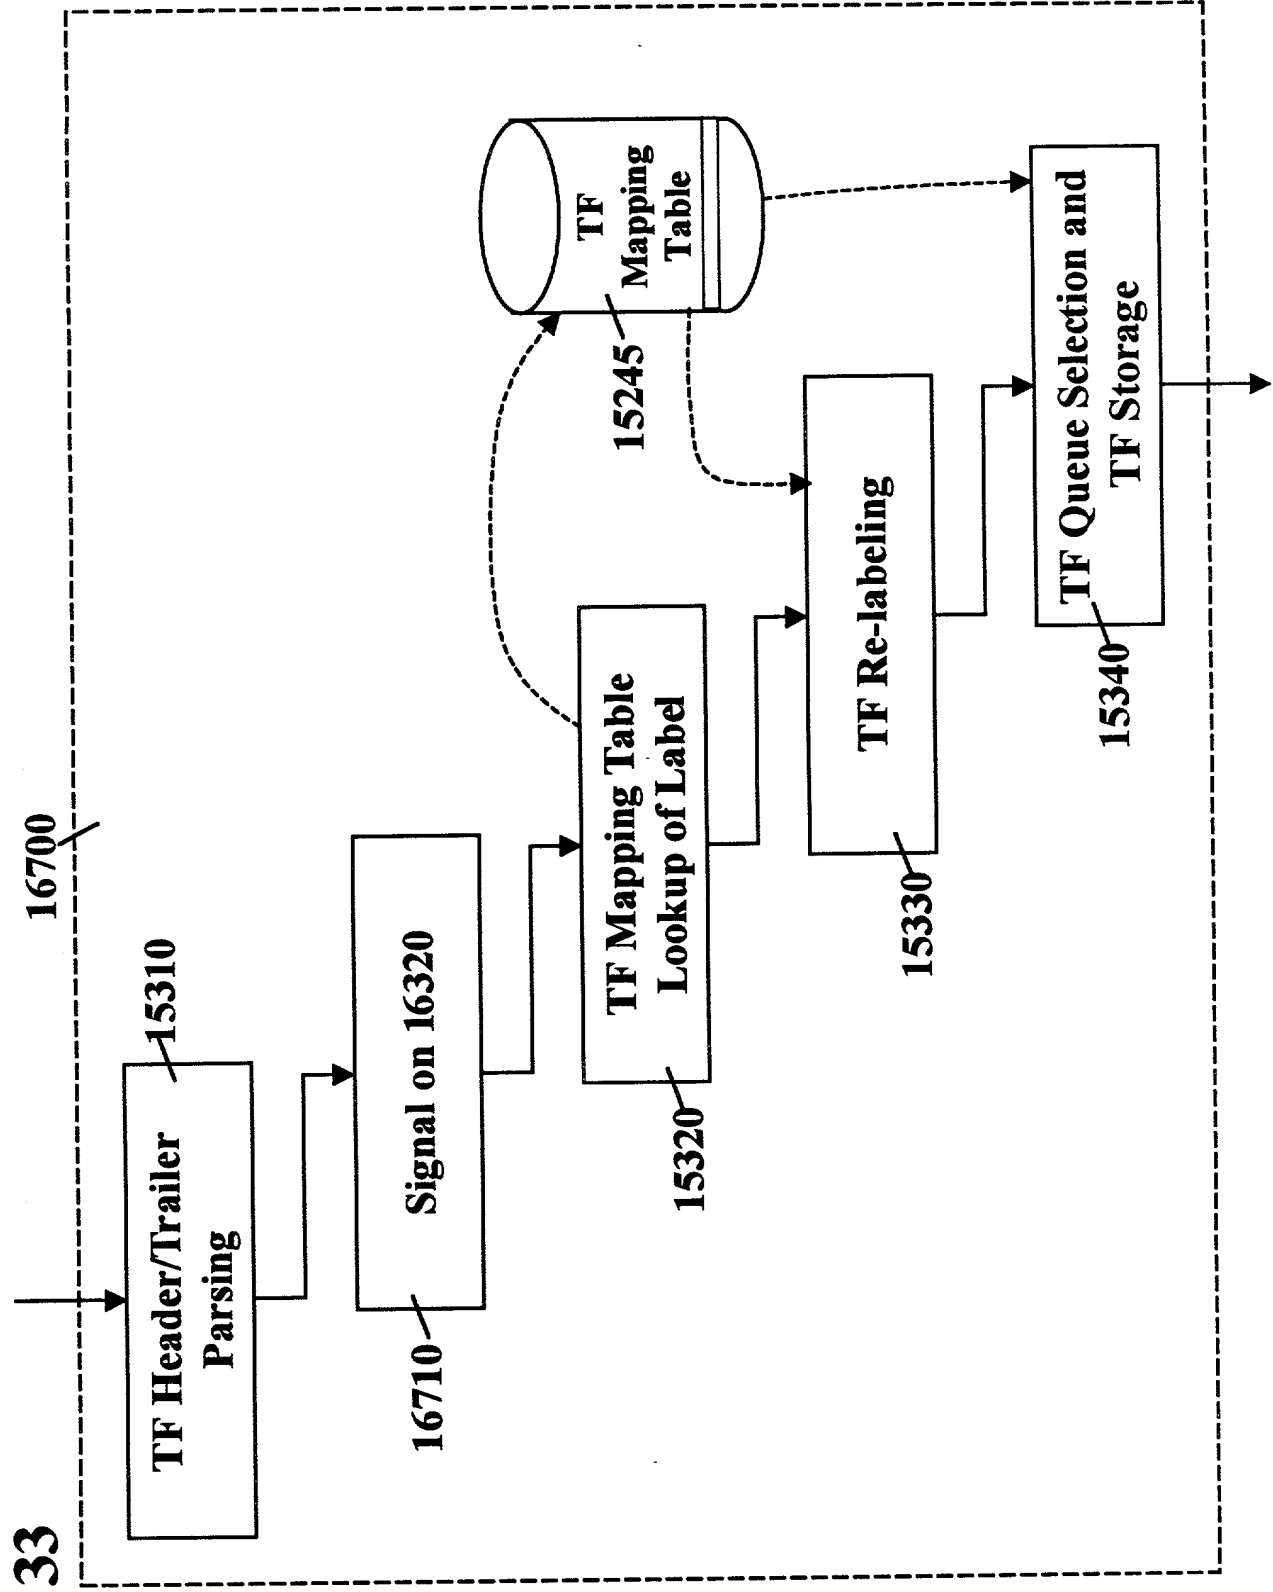 33
16700
TF Header/Trailer
Parsing
15310
Signal on 16320
16710
TF Mapping Table
Lookup of Label
15320
TF
Mapping
Table
15245
TF Re-labeling
15330
TF Queue Selection and
TF Storage
15340